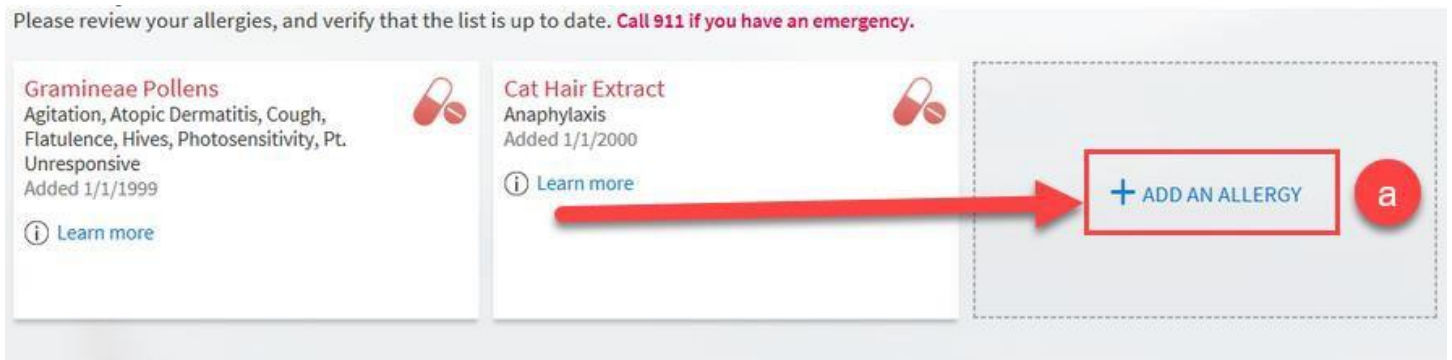 Please review your allergies, and verify that the list is up to date. Call 911 if you have an emergency.
Gramineae Pollens
Agitation, Atopic Dermatitis, Cough,
Flatulence, Hives, Photosensitivity, Pt.
Unresponsive
Added 1/1/1999
i Learn more
Cat Hair Extract
Anaphylaxis
Added 1/1/2000
i Learn more
+ ADD AN ALLERGY
a